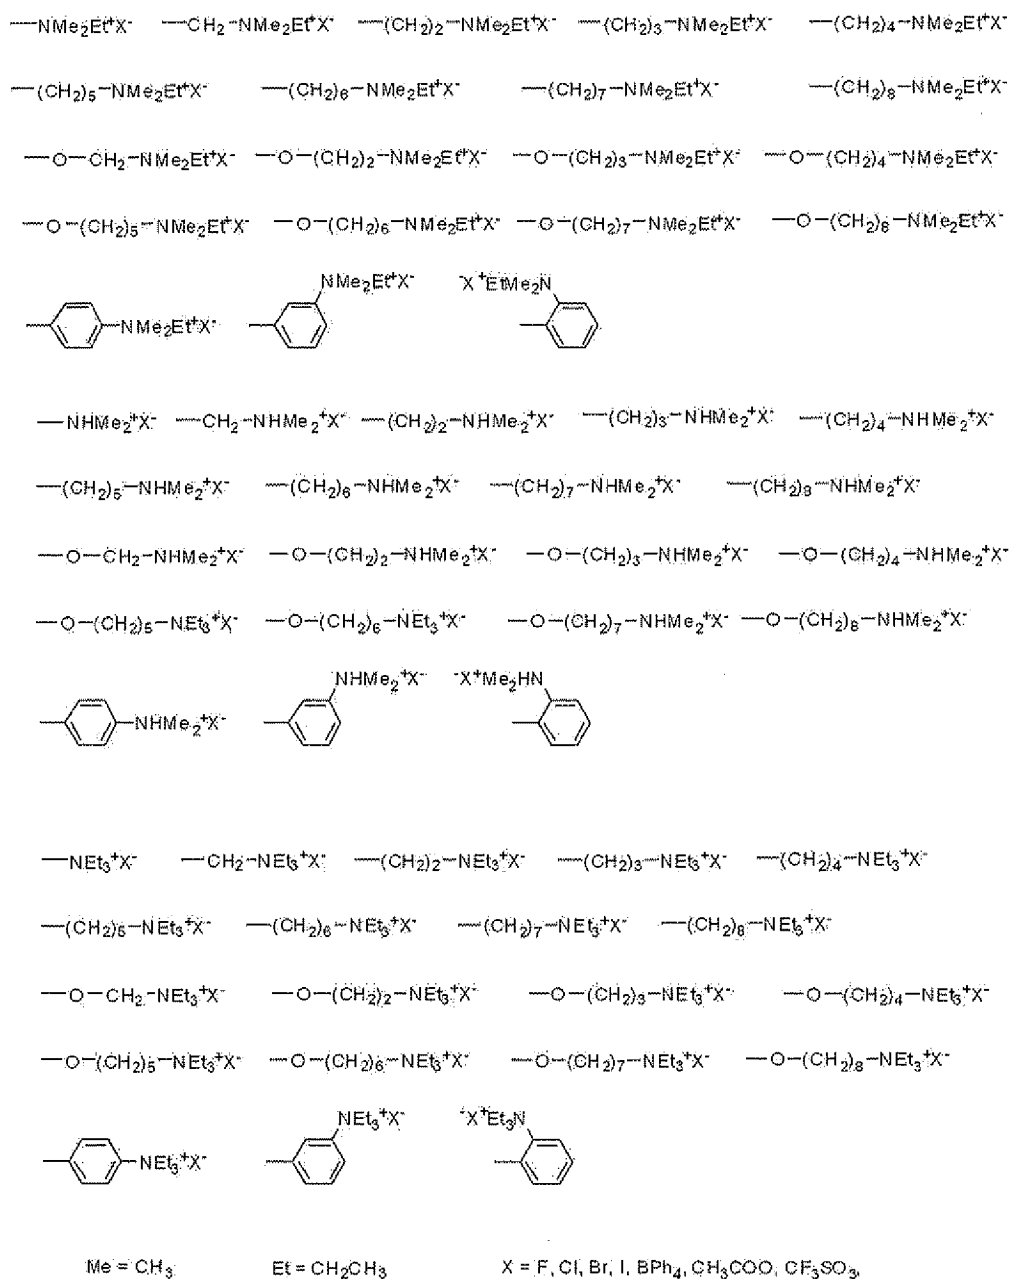 —NMe₂Et⁺X⁻ —CH₂-NMe₂Et⁺X⁻ —(CH₂)₂—NMe₂Et⁺X⁻ —(CH₂)₃—NMe₂Et⁺X⁻ —(CH₂)₄—NMe₂Et⁺X⁻
—(CH₂)₅—NMe₂Et⁺X⁻ —(CH₂)₆—NMe₂Et⁺X⁻ —(CH₂)₇—NMe₂Et⁺X⁻ —(CH₂)₈—NMe₂Et⁺X⁻
—O—CH₂—NMe₂Et⁺X⁻ —O—(CH₂)₂—NMe₂Et⁺X⁻ —O—(CH₂)₃—NMe₂Et⁺X⁻ —O—(CH₂)₄—NMe₂Et⁺X⁻
—O—(CH₂)₅—NMe₂Et⁺X⁻ —O—(CH₂)₆—NMe₂Et⁺X⁻ —O—(CH₂)₇—NMe₂Et⁺X⁻ —O—(CH₂)₈—NMe₂Et⁺X⁻
NMe₂Et⁺X⁻ NMe₂Et⁺X⁻ ⁻X⁺EtMe₂N
—NHMe₂⁺X⁻ —CH₂-NHMe₂⁺X⁻ —(CH₂)₂—NHMe₂⁺X⁻ —(CH₂)₃—NHMe₂⁺X⁻ —(CH₂)₄—NHMe₂⁺X⁻
—(CH₂)₅—NHMe₂⁺X⁻ —(CH₂)₆—NHMe₂⁺X⁻ —(CH₂)₇—NHMe₂⁺X⁻ —(CH₂)₈—NHMe₂⁺X⁻
—O—CH₂—NHMe₂⁺X⁻ —O—(CH₂)₂—NHMe₂⁺X⁻ —O—(CH₂)₃—NHMe₂⁺X⁻ —O—(CH₂)₄—NHMe₂⁺X⁻
—O—(CH₂)₅—NEt₃⁺X⁻ —O—(CH₂)₆—NEt₃⁺X⁻ —O—(CH₂)₇—NHMe₂⁺X⁻ —O—(CH₂)₈—NHMe₂⁺X⁻
NHMe₂⁺X⁻ NHMe₂⁺X⁻ ⁻X⁺Me₂HN
—NEt₃⁺X⁻ —CH₂-NEt₃⁺X⁻ —(CH₂)₂—NEt₃⁺X⁻ —(CH₂)₃—NEt₃⁺X⁻ —(CH₂)₄—NEt₃⁺X⁻
—(CH₂)₅—NEt₃⁺X⁻ —(CH₂)₆—NEt₃⁺X⁻ —(CH₂)₇—NEt₃⁺X⁻ —(CH₂)₈—NEt₃⁺X⁻
—O—CH₂-NEt₃⁺X⁻ —O—(CH₂)₂—NEt₃⁺X⁻ —O—(CH₂)₃—NEt₃⁺X⁻ —O—(CH₂)₄—NEt₃⁺X⁻
—O—(CH₂)₅—NEt₃⁺X⁻ —O—(CH₂)₆—NEt₃⁺X⁻ —O—(CH₂)₇—NEt₃⁺X⁻ —O—(CH₂)₈—NEt₃⁺X⁻
NEt₃⁺X⁻ NEt₃⁺X⁻ ⁻X⁺Et₃N
Me = CH₃ Et = CH₂CH₃ X = F, Cl, Br, I, BPh₄, CH₃COO, CF₃SO₃,